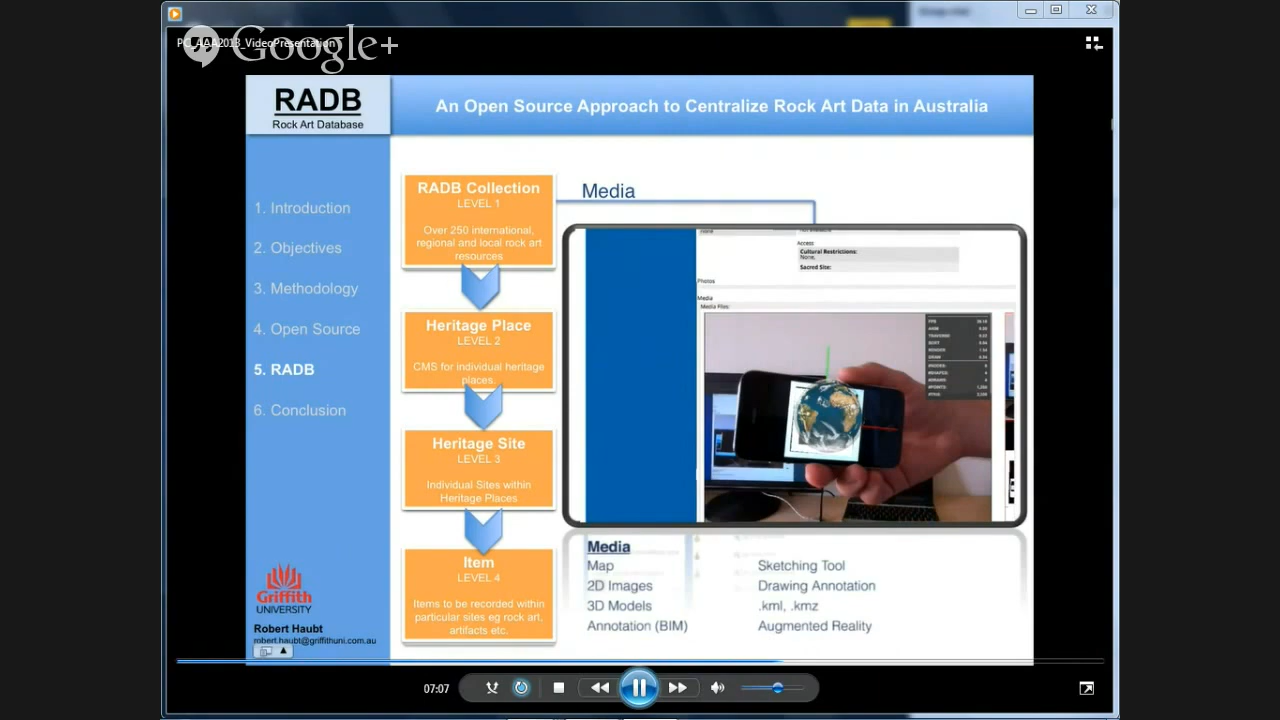 PC_AAA2013_VideoPresentation
Google+
RADB
Rock Art Database
An Open Source Approach to Centralize Rock Art Data in Australia
1. Introduction
2. Objectives
3. Methodology
4. Open Source
5. RADB
6. Conclusion
Griffith
UNIVERSITY
Robert Haubt
robert.haubt@griffithuni.com.au
RADB Collection
LEVEL 1
Over 250 international,
regional and local rock art
resources
Heritage Place
LEVEL 2
CMS for individual heritage
places.
Heritage Site
LEVEL 3
Individual Sites within
Heritage Places
Item
LEVEL 4
Items to be recorded within
particular sites eg rock art,
artifacts etc.
Media
Access
Cultural Restrictions:
None,
Sacred Site:
Photos
Media
Media Files:
Media
Map
2D Images
3D Models
Annotation (BIM)
Sketching Tool
Drawing Annotation
.kml, .kmz
Augmented Reality
07:07